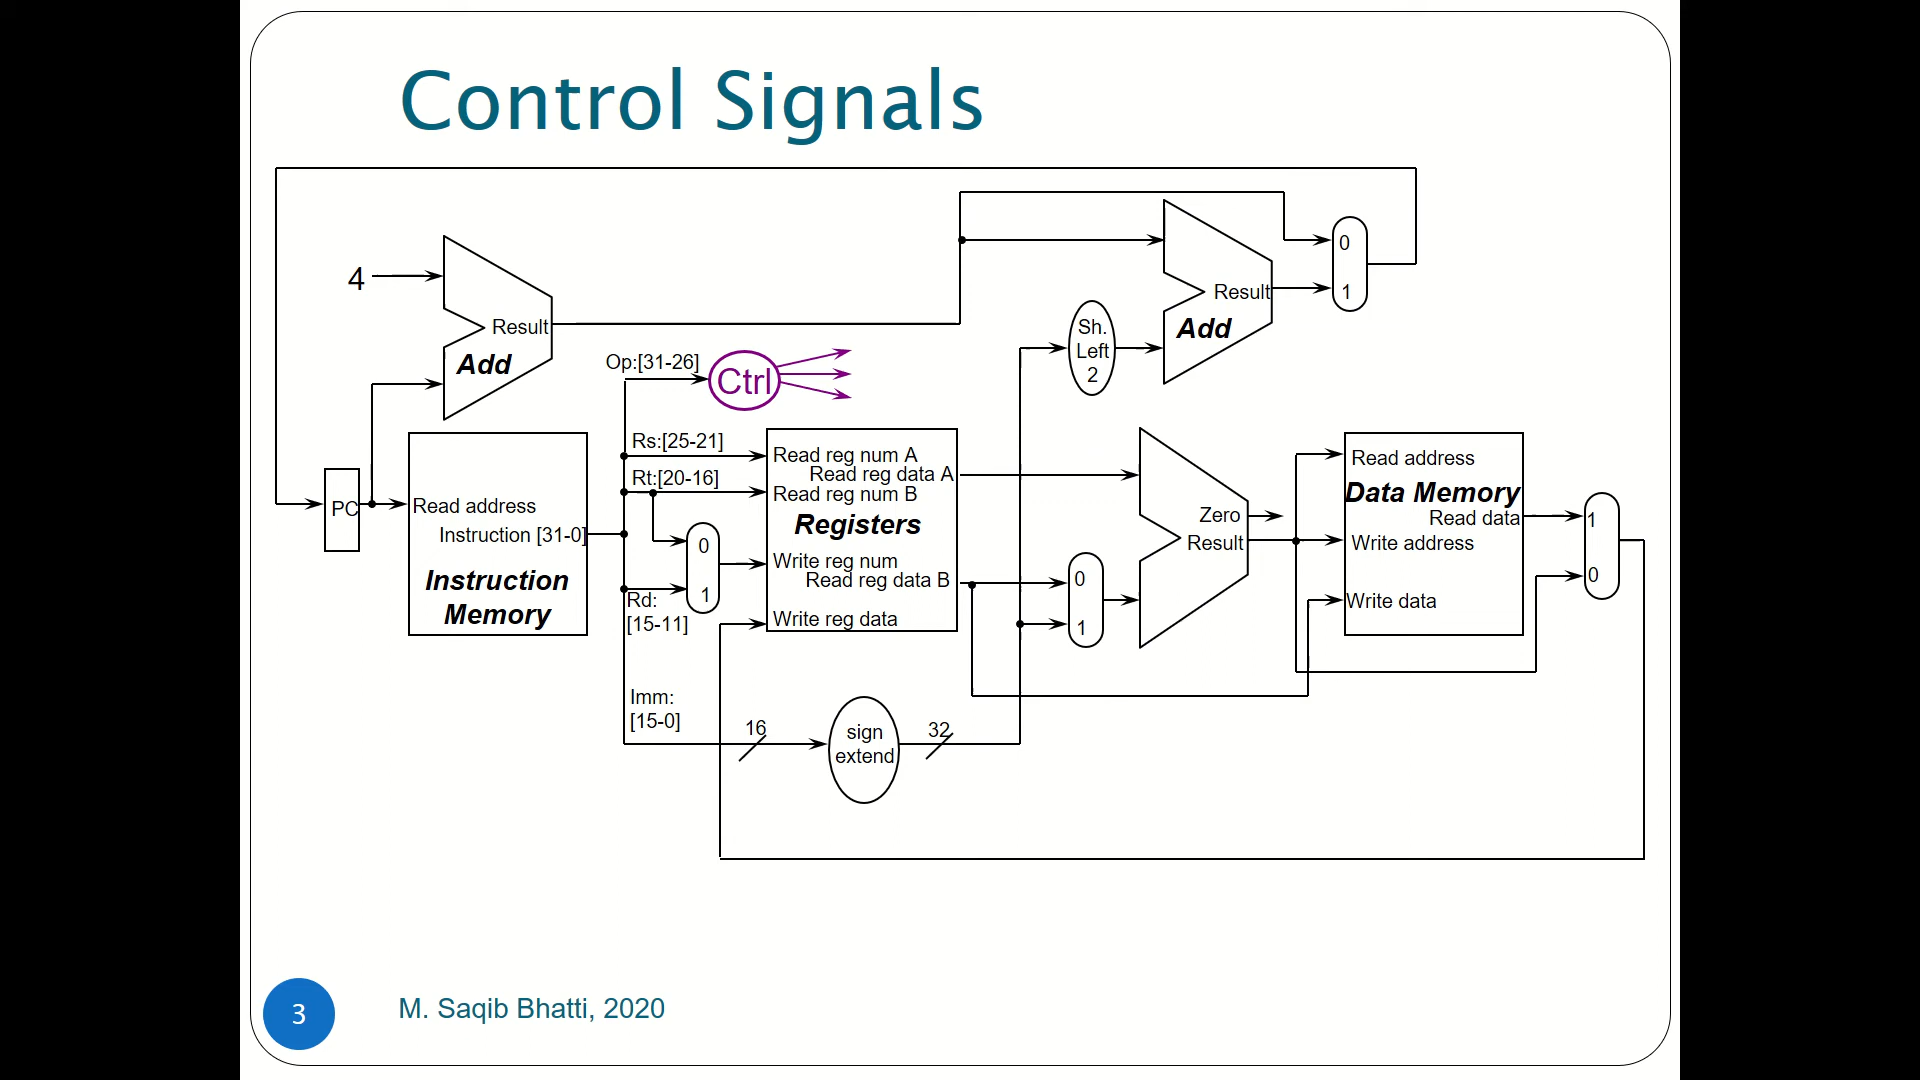 Control Signals
4
Result
Add
Op:[31-26]
Ctrl
Sh.
Left
2
Result
Add
0
1
PC
Read address
Instruction [31-0]
Instruction
Memory
Rs:[25-21]
Rt:[20-16]
0
1
Rd:
[15-11]
Imm:
[15-0]
Read reg num A
Read reg data A
Read reg num B
Registers
Write reg num
Read reg data B
Write reg data
16
sign
extend
32
0
1
Zero
Result
Read address
Data Memory
Read data
Write address
Write data
1
0
3
M. Saqib Bhatti, 2020